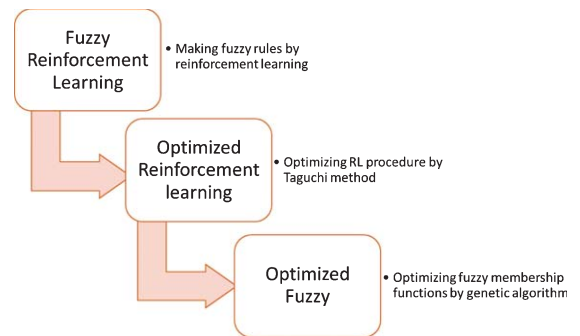 Fuzzy
Reinforcement
Learning
• Making fuzzy rules by
reinforcement learning
Optimized
Reinforcement
learning
• Optimizing RL procedure by
Taguchi method
Optimized
Fuzzy
• Optimizing fuzzy membership
functions by genetic algorithm